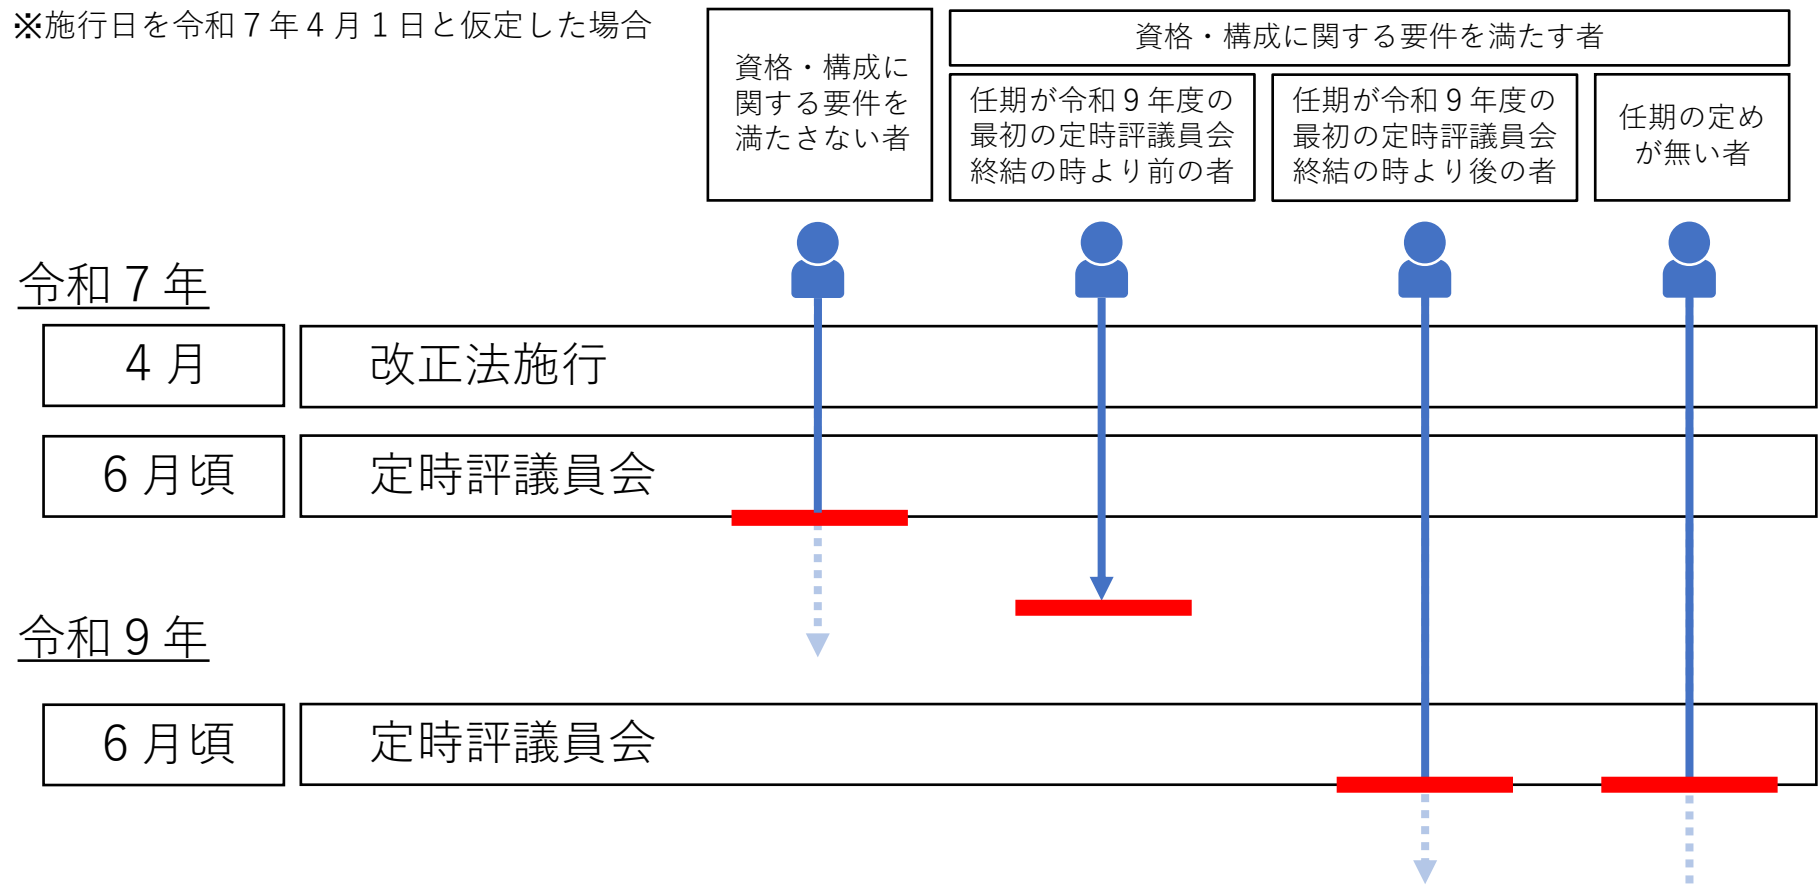 ※施行日を令和７年４月１日と仮定した場合
資格・構成に
関する要件を
満たさない者
資格・構成に関する要件を満たす者
任期が令和９年度の
最初の定時評議員会
終結の時より前の者
任期が令和９年度の
最初の定時評議員会
終結の時より後の者
任期の定め
が無い者
令和７年
４月
改正法施行
６月頃
定時評議員会
令和９年
６月頃
定時評議員会